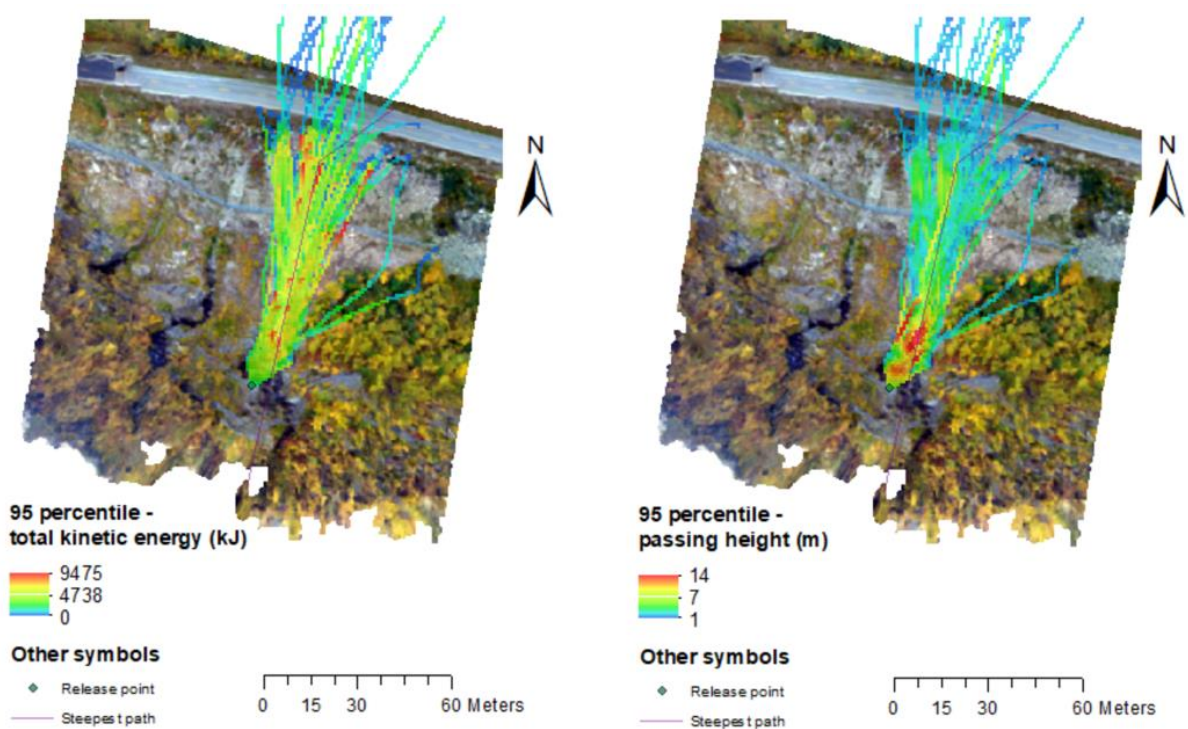 N
95 percentile -
total kinetic energy (kJ)
9475
4738
0
Other symbols
Release point
Steepest path
0 15 30 60 Meters
N
95 percentile -
passing height (m)
14
7
1
Other symbols
Release point
Steepest path
0 15 30 60 Meters